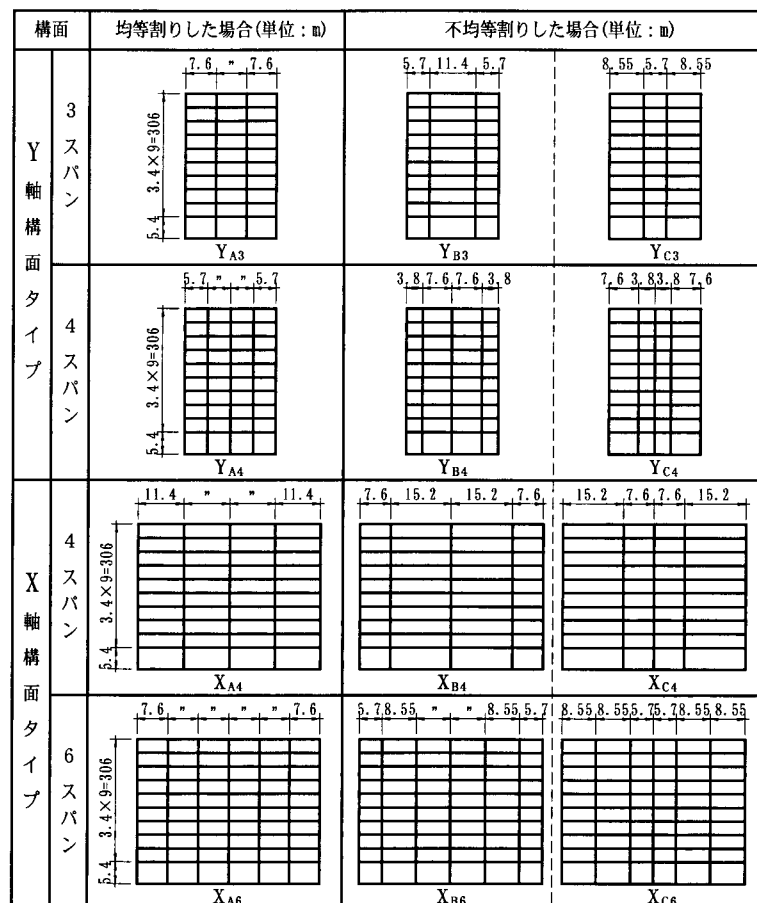 構面 均等割りした場合(単位：m) 不均等割りした場合(単位：m)
Y軸構面タイプ
3スパン
7.6 〃 7.6
3.4×9=306
5.4
YA3
5.7 11.4 5.7
YB3
8.55 5.7 8.55
YC3
4スパン
5.7 〃 〃 5.7
3.4×9=306
5.4
YA4
3.8 7.6 7.6 3.8
YB4
7.6 3.8 3.8 7.6
YC4
X軸構面タイプ
4スパン
11.4 〃 〃 11.4
3.4×9=306
5.4
XA4
7.6 15.2 15.2 7.6
XB4
15.2 7.6 7.6 15.2
XC4
6スパン
7.6 〃 〃 〃 〃 7.6
3.4×9=306
5.4
XA6
5.7 8.55 〃 〃 8.55 5.7
XB6
8.55 8.55 5.7 5.7 8.55 8.55
XC6